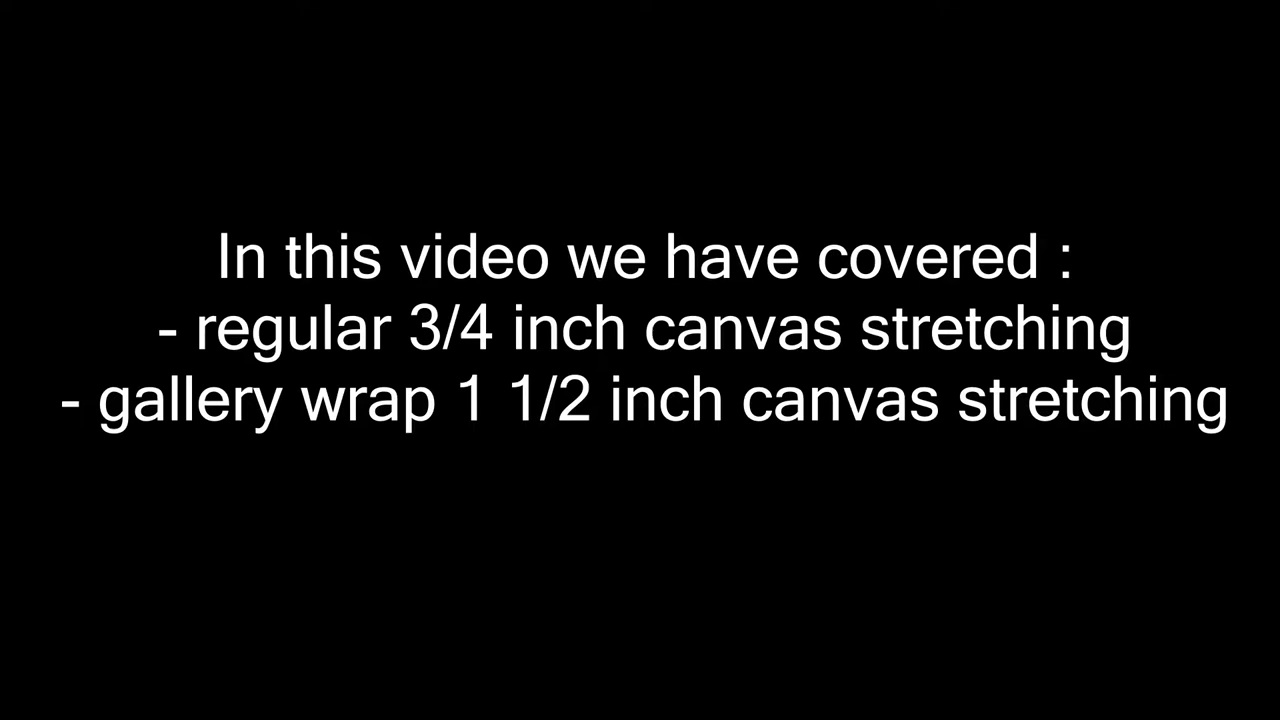 In this video we have covered :
- regular 3/4 inch canvas stretching
- gallery wrap 1 1/2 inch canvas stretching